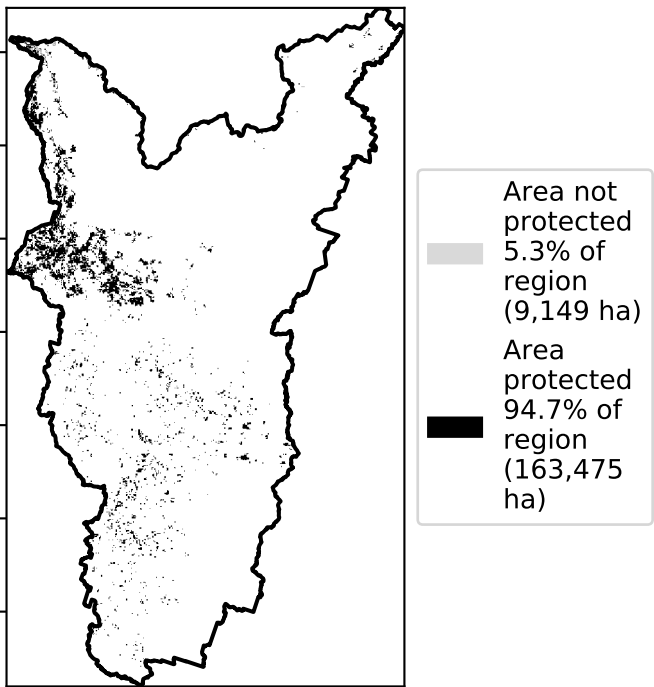 Area not
protected
5.3% of
region
(9,149 ha)
Area
protected
94.7% of
region
(163,475
ha)